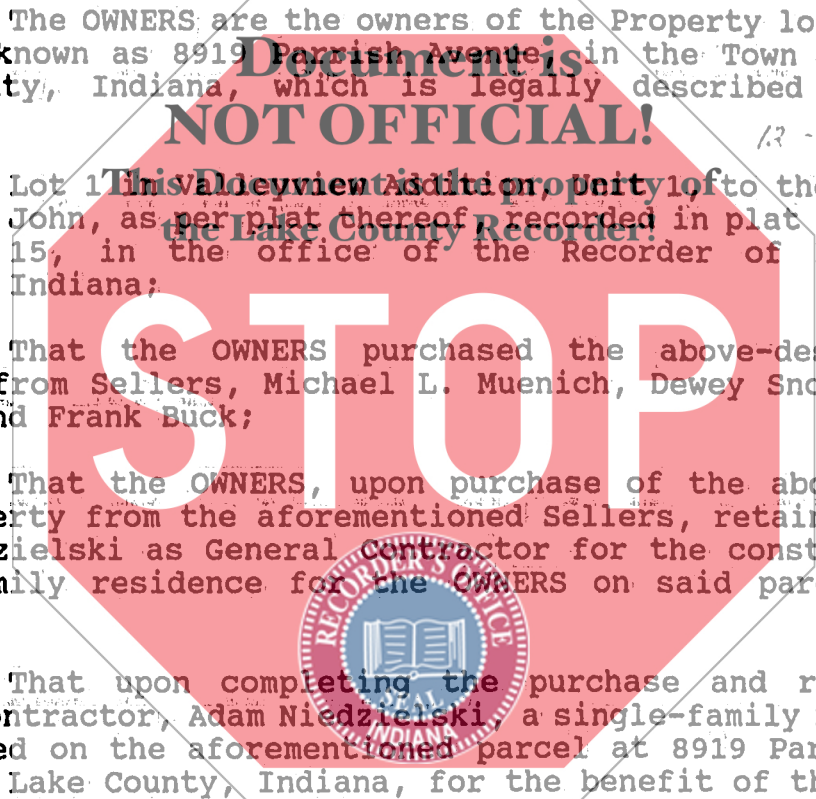 The OWNERS are the owners of the Property lo
known as 8919 Parrish Avenue, in the Town
Document is
ty, Indiana, which is legally described
NOT OFFICIAL!
12 -
Lot in Valleyview Addition, Unit 1, to the
This Document is the property of
John, as per plat thereof, recorded in plat
the Lake County Recorder!
15, in the office of the Recorder of
Indiana;
STOP
That the OWNERS purchased the above-des
from Sellers, Michael L. Muenich, Dewey Sno
nd Frank Buck;
That the OWNERS, upon purchase of the abo
erty from the aforementioned Sellers, retain
zielski as General Contractor for the const
mily residence for the OWNERS on said parc
RECORDER'S OFFICE
SEAL
INDIANA
That upon completing the purchase and r
ontractor, Adam Niedzielski, a single-family
ed on the aforementioned parcel at 8919 Par
Lake County, Indiana, for the benefit of th